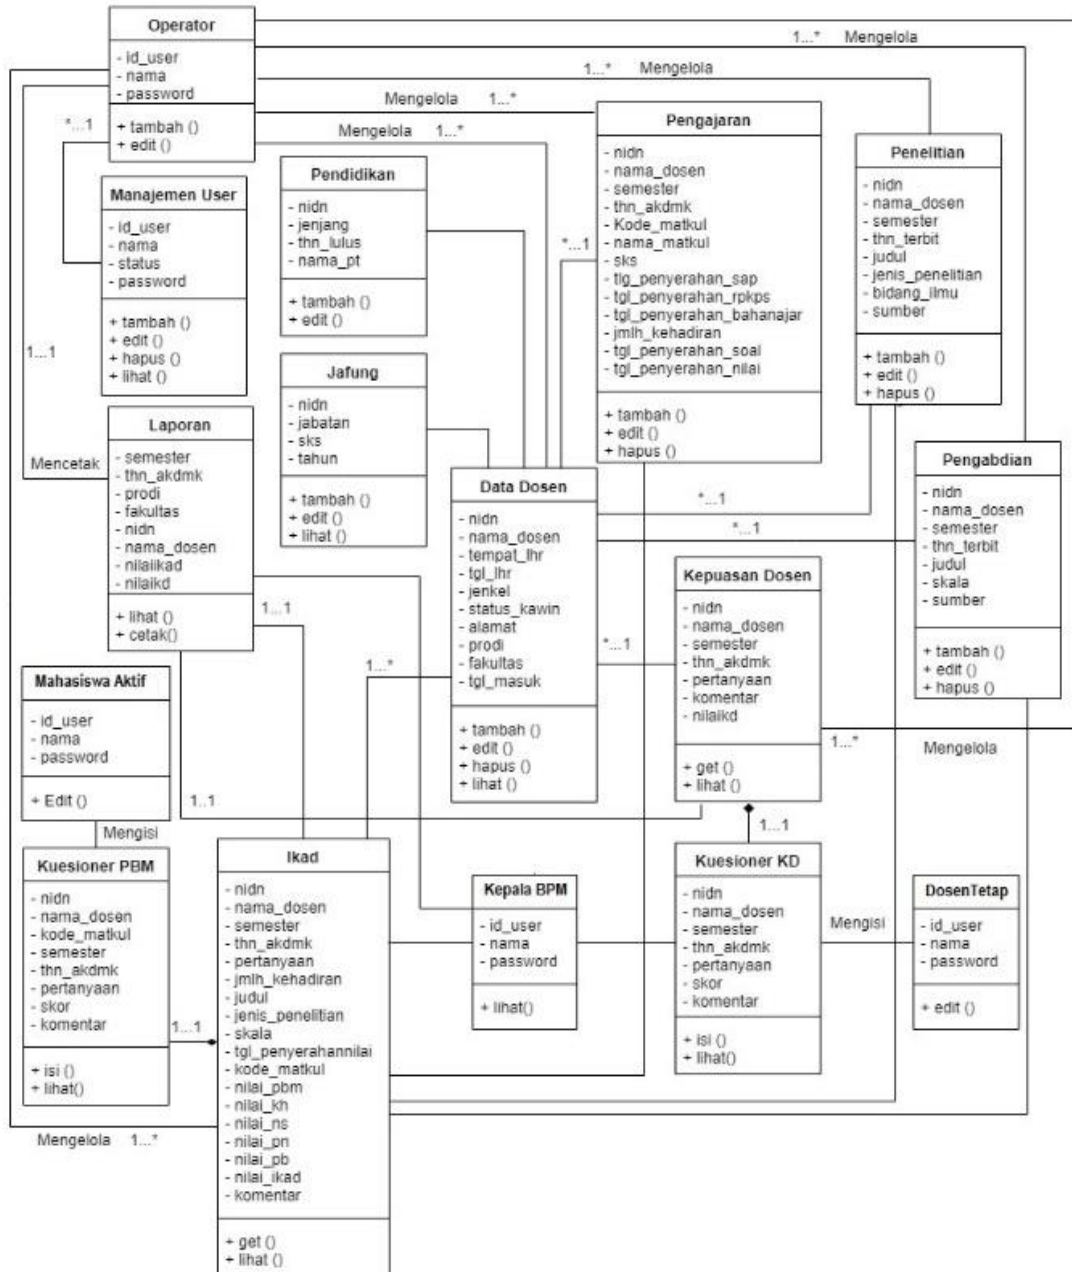 Operator
- id_user
- nama
- password
+ tambah ()
+ edit ()
1...* Mengelola
1...* Mengelola
Mengelola 1...*
Mengelola 1...*
*...1
Manajemen User
- id_user
- nama
- status
- password
+ tambah ()
+ edit ()
+ hapus ()
+ lihat ()
1...1
Pendidikan
- nidn
- jenjang
- thn_lulus
- nama_pt
+ tambah ()
+ edit ()
Pengajaran
- nidn
- nama_dosen
- semester
- thn_akdmk
- Kode_matkul
- nama_matkul
- sks
- tlg_penyerahan_sap
- tgl_penyerahan_rpkps
- tgl_penyerahan_bahanajar
- jmlh_kehadiran
- tgl_penyerahan_soal
- tgl_penyerahan_nilai
+ tambah ()
+ edit ()
+ hapus ()
*...1
Penelitian
- nidn
- nama_dosen
- semester
- thn_terbit
- judul
- jenis_penelitian
- bidang_ilmu
- sumber
+ tambah ()
+ edit ()
+ hapus ()
Jafung
- nidn
- jabatan
- sks
- tahun
+ tambah ()
+ edit ()
+ lihat ()
Mencetak
Laporan
- semester
- thn_akdmk
- prodi
- fakultas
- nidn
- nama_dosen
- nilaiikad
- nilaikd
+ lihat ()
+ cetak()
1...1
Data Dosen
- nidn
- nama_dosen
- tempat_lhr
- tgl_lhr
- jenkel
- status_kawin
- alamat
- prodi
- fakultas
- tgl_masuk
+ tambah ()
+ edit ()
+ hapus ()
+ lihat ()
*...1
*...1
*...1
1...*
Pengabdian
- nidn
- nama_dosen
- semester
- thn_terbit
- judul
- skala
- sumber
+ tambah ()
+ edit ()
+ hapus ()
Kepuasan Dosen
- nidn
- nama_dosen
- semester
- thn_akdmk
- pertanyaan
- komentar
- nilaikd
+ get ()
+ lihat ()
1...*
Mengelola
1...1
Mahasiswa Aktif
- id_user
- nama
- password
+ Edit ()
Mengisi
1..1
Kuesioner PBM
- nidn
- nama_dosen
- kode_matkul
- semester
- thn_akdmk
- pertanyaan
- skor
- komentar
+ isi ()
+ lihat()
1...1
Mengelola 1...*
Ikad
- nidn
- nama_dosen
- semester
- thn_akdmk
- pertanyaan
- jmlh_kehadiran
- judul
- jenis_penelitian
- skala
- tgl_penyerahannilai
- kode_matkul
- nilai_pbm
- nilai_kh
- nilai_ns
- nilai_pn
- nilai_pb
- nilai_ikad
- komentar
+ get ()
+ lihat ()
Kepala BPM
- id_user
- nama
- password
+ lihat()
Kuesioner KD
- nidn
- nama_dosen
- semester
- thn_akdmk
- pertanyaan
- skor
- komentar
+ isi ()
+ lihat()
Mengisi
DosenTetap
- id_user
- nama
- password
+ edit ()